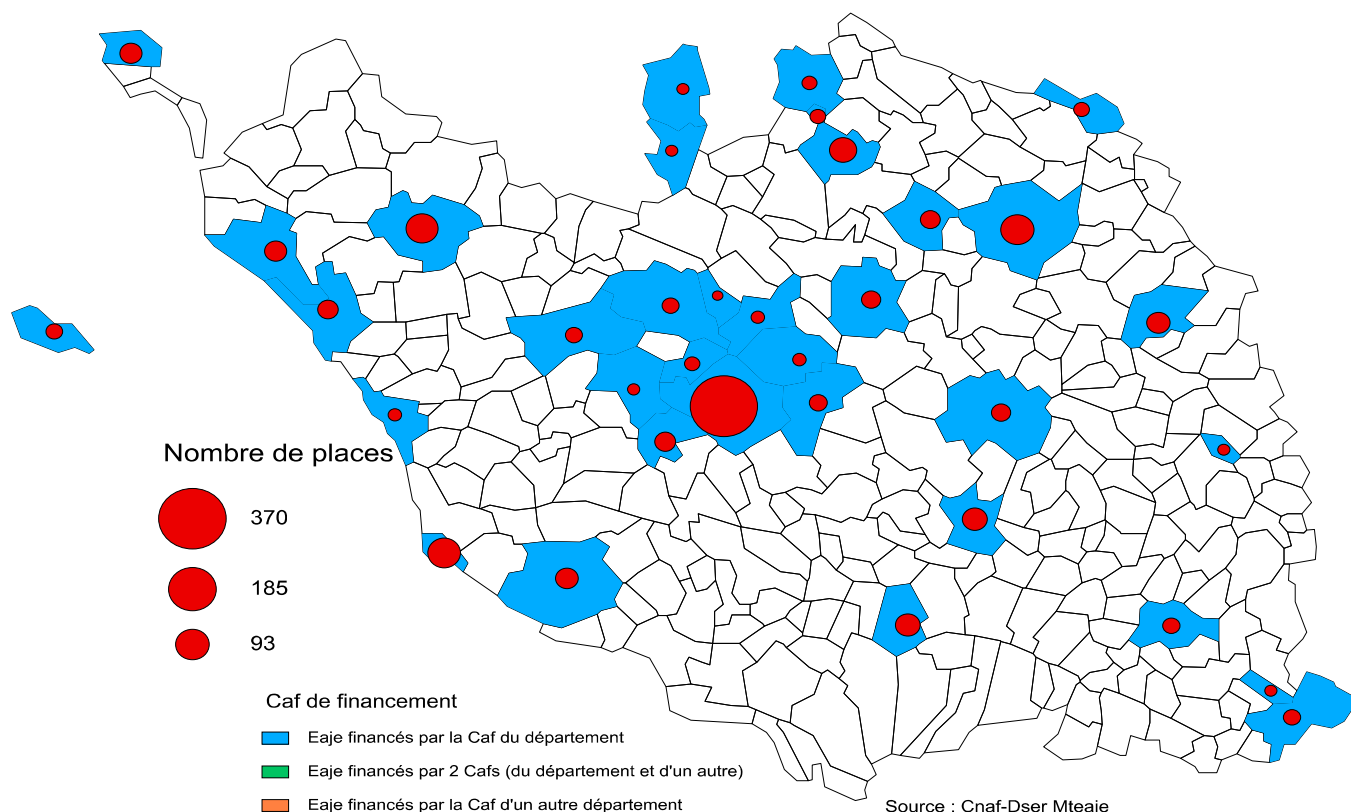 Nombre de places
370
185
93
Caf de financement
Eaje financés par la Caf du département
Eaje financés par 2 Cafs (du département et d'un autre)
Eaje financés par la Caf d'un autre département
Source : Cnaf-Dser Mteaje